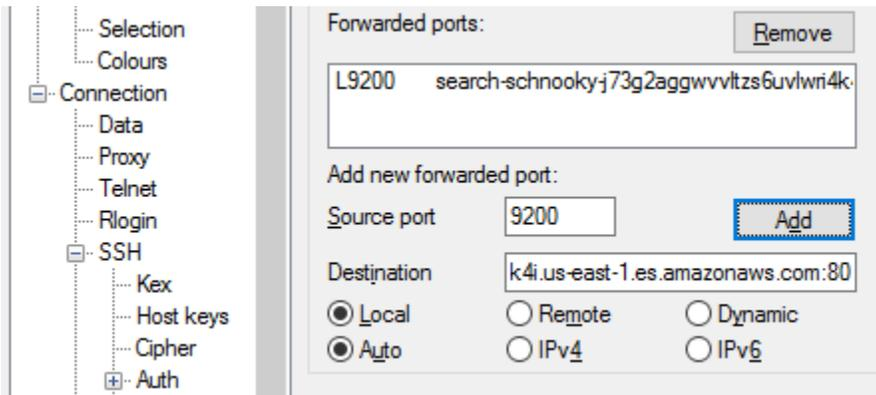 Selection
Colours
Connection
Data
Proxy
Telnet
Rlogin
SSH
Kex
Host keys
Cipher
Auth
Forwarded ports:
Remove
L9200 search-schnooky-j73g2aggwvvltzs6uvlwri4k
Add new forwarded port:
Source port 9200 Add
Destination k4i.us-east-1.es.amazonaws.com:80
Local Remote Dynamic
Auto IPv4 IPv6